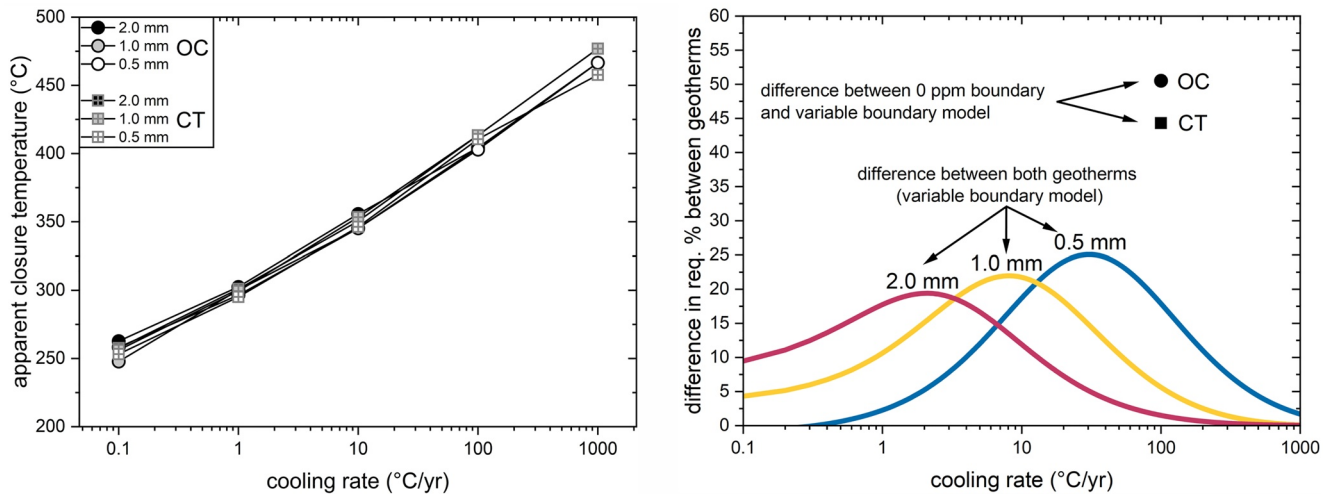 500
450
400
350
300
250
200
apparent closure temperature (°C)
2.0 mm
1.0 mm OC
0.5 mm
2.0 mm
1.0 mm CT
0.5 mm
0.1 1 10 100 1000
cooling rate (°C/yr)
60
55
50
45
40
35
30
25
20
15
10
5
0
difference in req. % between geotherms
difference between 0 ppm boundary
and variable boundary model
OC
CT
difference between both geotherms
(variable boundary model)
2.0 mm 1.0 mm 0.5 mm
0.1 1 10 100 1000
cooling rate (°C/yr)